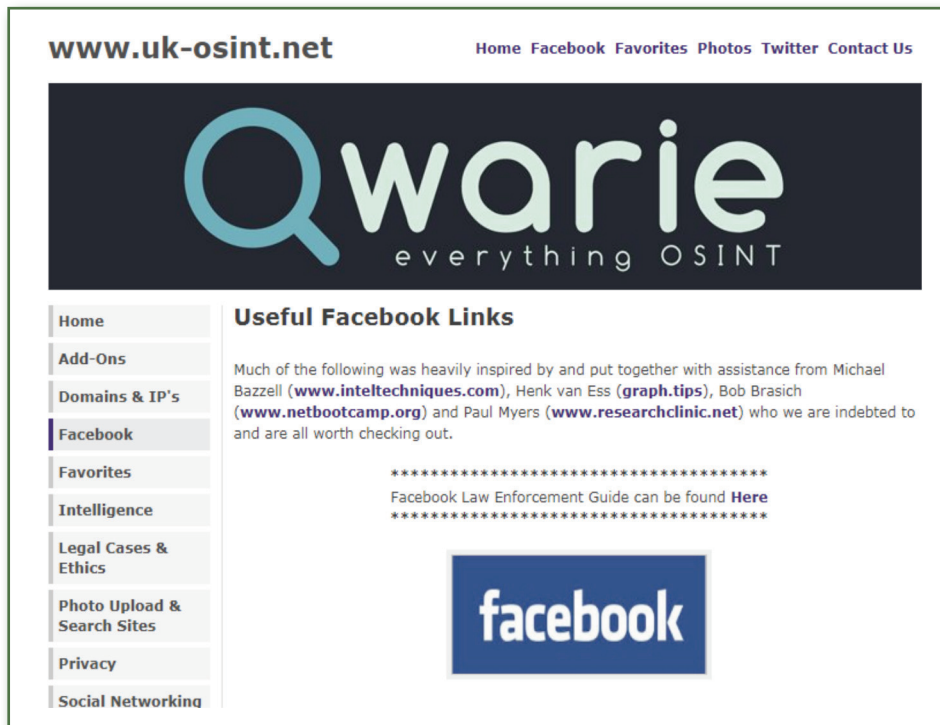 www.uk-osint.net
Home Facebook Favorites Photos Twitter Contact Us
Qwarie
everything OSINT
Home
Add-Ons
Domains & IP's
Facebook
Favorites
Intelligence
Legal Cases &
Ethics
Photo Upload &
Search Sites
Privacy
Social Networking
Useful Facebook Links
Much of the following was heavily inspired by and put together with assistance from Michael
Bazzell (www.inteltechniques.com), Henk van Ess (graph.tips), Bob Brasich
(www.netbootcamp.org) and Paul Myers (www.researchclinic.net) who we are indebted to
and are all worth checking out.
**************************************
Facebook Law Enforcement Guide can be found Here
**************************************
facebook